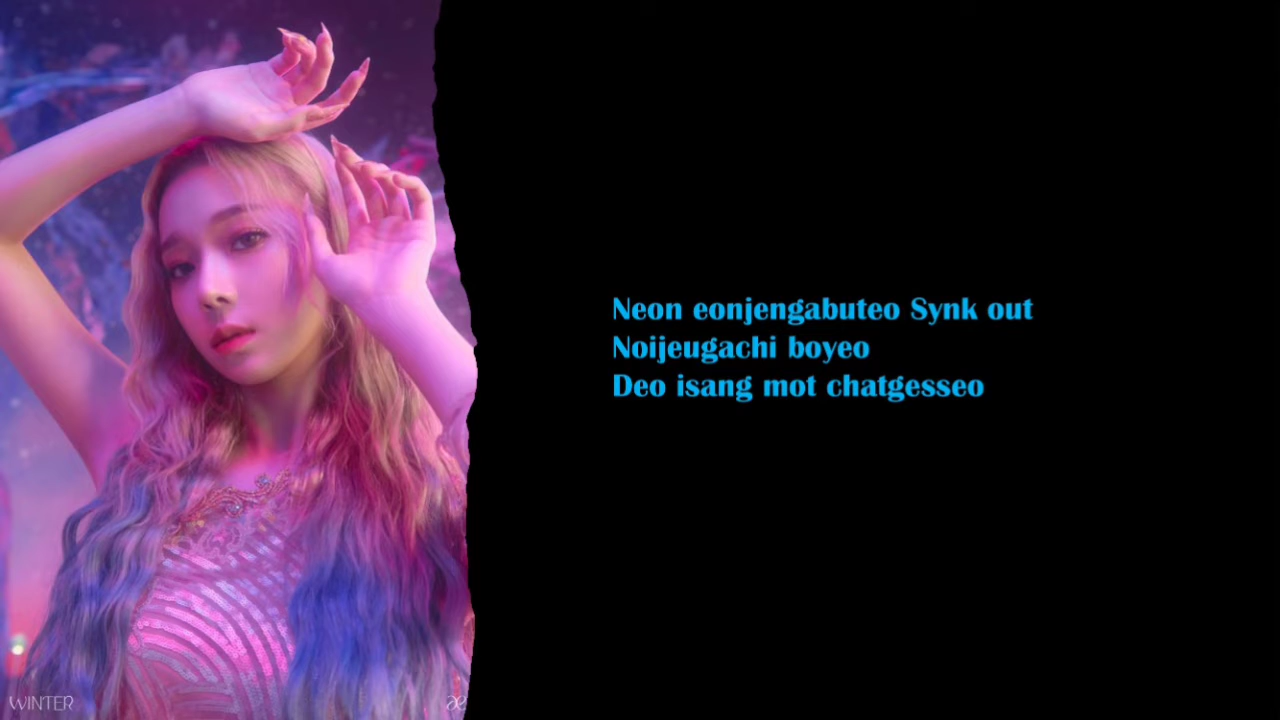 Neon eonjengabuteo Synk out
Noijeugachi boyeo
Deo isang mot chatgesseo
WINTER
æ